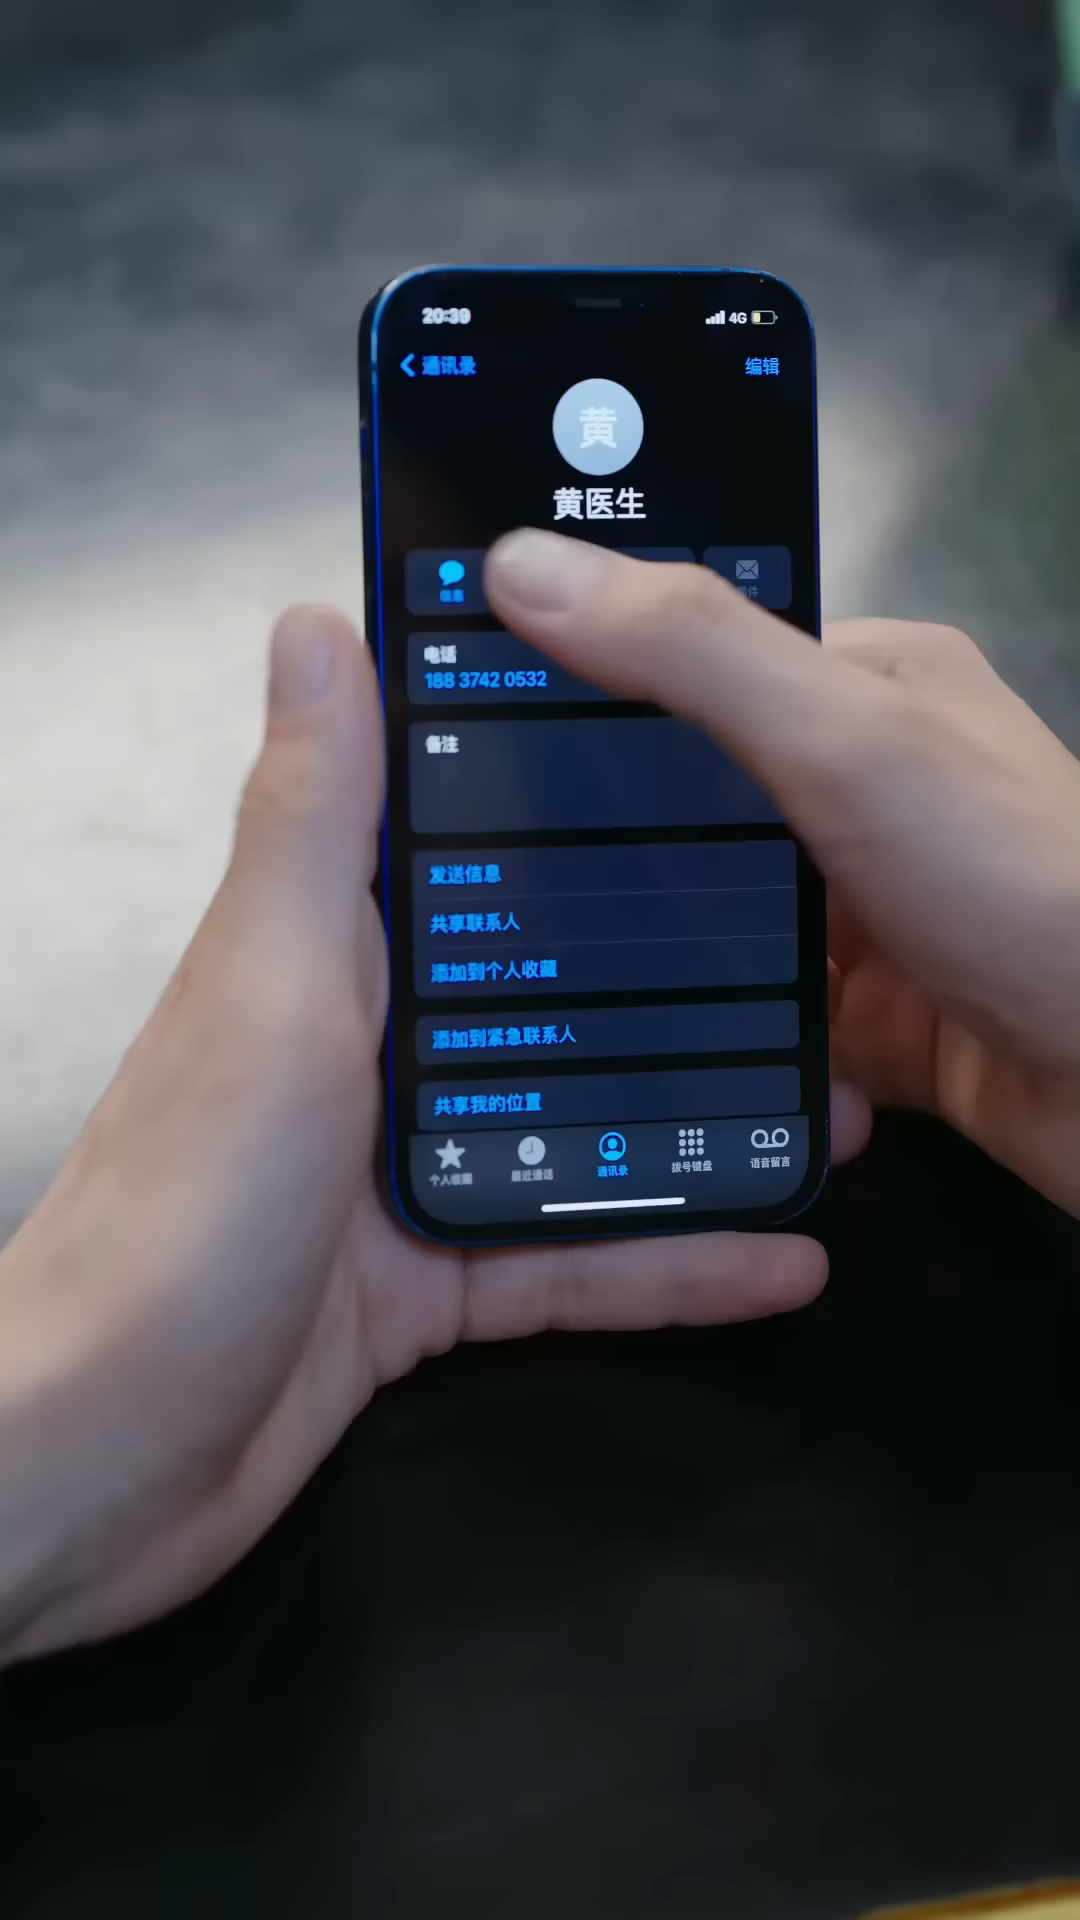 20:39
4G
通讯录
编辑
黄
黄医生
信息
电话
188 3742 0532
备注
发送信息
共享联系人
添加到个人收藏
添加到紧急联系人
共享我的位置
个人收藏
最近通话
通讯录
拨号键盘
语音留言